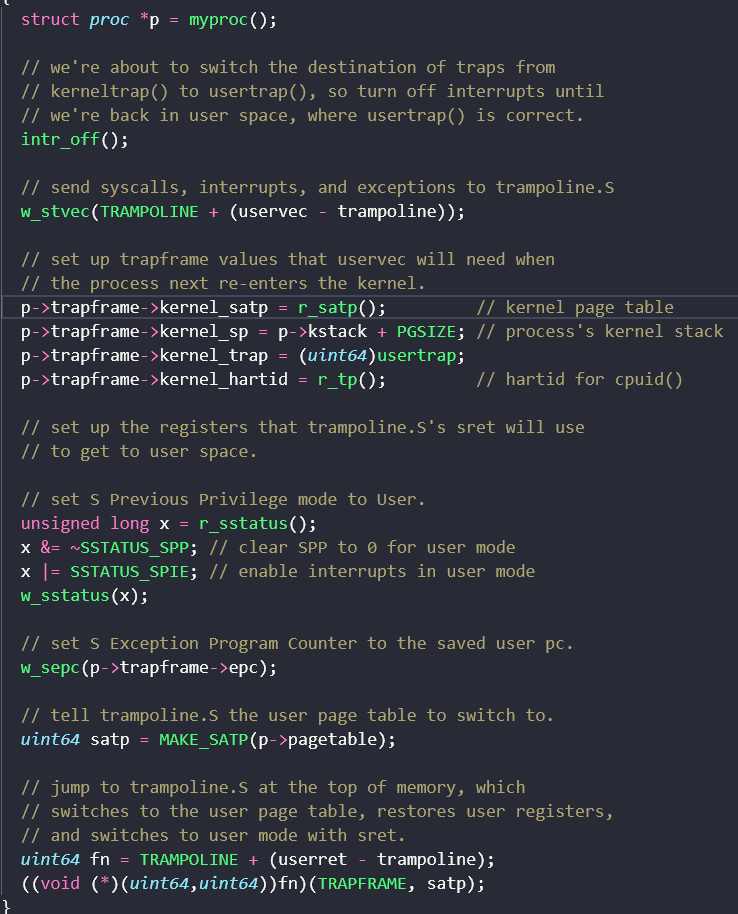 {
struct proc *p = myproc();
// we're about to switch the destination of traps from
// kerneltrap() to usertrap(), so turn off interrupts until
// we're back in user space, where usertrap() is correct.
intr_off();
// send syscalls, interrupts, and exceptions to trampoline.S
w_stvec(TRAMPOLINE + (uservec - trampoline));
// set up trapframe values that uservec will need when
// the process next re-enters the kernel.
p->trapframe->kernel_satp = r_satp();         // kernel page table
p->trapframe->kernel_sp = p->kstack + PGSIZE; // process's kernel stack
p->trapframe->kernel_trap = (uint64)usertrap;
p->trapframe->kernel_hartid = r_tp();         // hartid for cpuid()
// set up the registers that trampoline.S's sret will use
// to get to user space.
// set S Previous Privilege mode to User.
unsigned long x = r_sstatus();
x &= ~SSTATUS_SPP; // clear SPP to 0 for user mode
x |= SSTATUS_SPIE; // enable interrupts in user mode
w_sstatus(x);
// set S Exception Program Counter to the saved user pc.
w_sepc(p->trapframe->epc);
// tell trampoline.S the user page table to switch to.
uint64 satp = MAKE_SATP(p->pagetable);
// jump to trampoline.S at the top of memory, which
// switches to the user page table, restores user registers,
// and switches to user mode with sret.
uint64 fn = TRAMPOLINE + (userret - trampoline);
((void (*)(uint64,uint64))fn)(TRAPFRAME, satp);
}